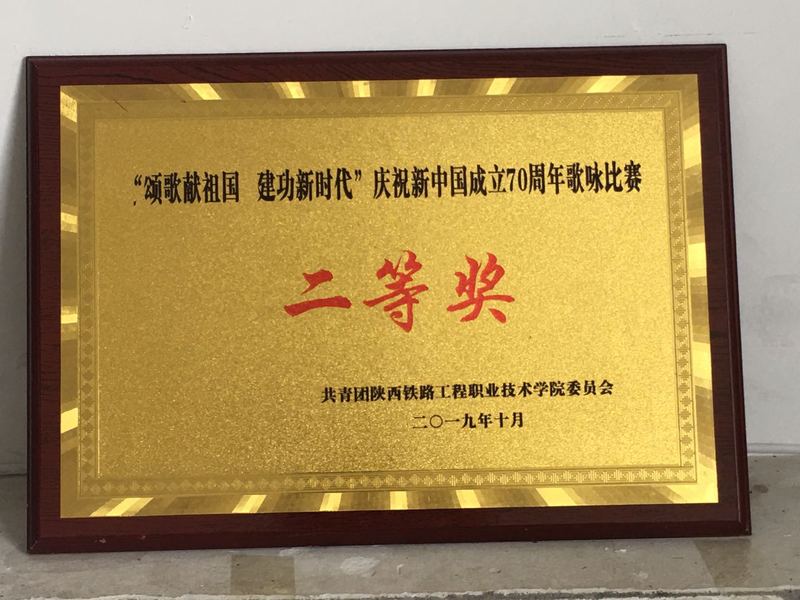 “颂歌献祖国 建功新时代”庆祝新中国成立70周年歌咏比赛
二等奖
共青团陕西铁路工程职业技术学院委员会
二〇一九年十月